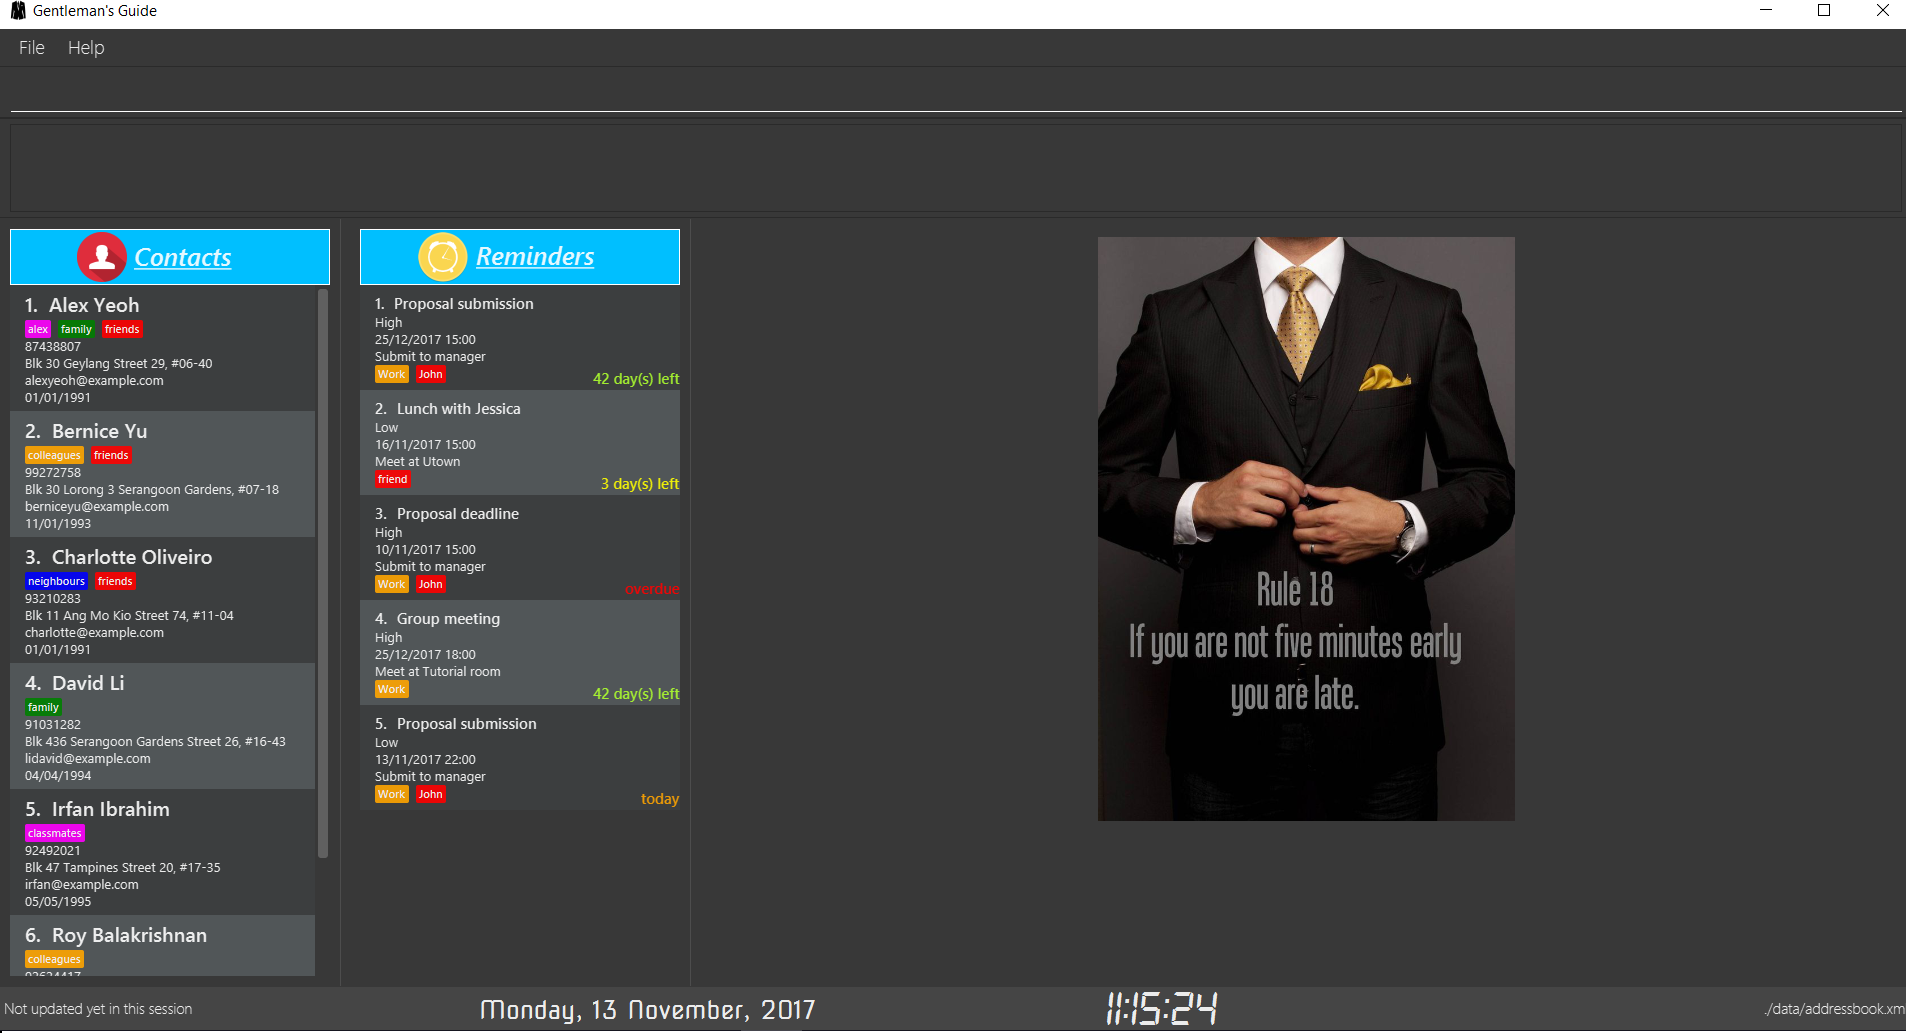 Gentleman's Guide
File Help
Contacts
1. Alex Yeoh
alex family friends
87438807
Blk 30 Geylang Street 29, #06-40
alexyeoh@example.com
01/01/1991
2. Bernice Yu
colleagues friends
99272758
Blk 30 Lorong 3 Serangoon Gardens, #07-18
berniceyu@example.com
11/01/1993
3. Charlotte Oliveiro
neighbours friends
93210283
Blk 11 Ang Mo Kio Street 74, #11-04
charlotte@example.com
01/01/1991
4. David Li
family
91031282
Blk 436 Serangoon Gardens Street 26, #16-43
lidavid@example.com
04/04/1994
5. Irfan Ibrahim
classmates
92492021
Blk 47 Tampines Street 20, #17-35
irfan@example.com
05/05/1995
6. Roy Balakrishnan
colleagues
Reminders
1. Proposal submission
High
25/12/2017 15:00
Submit to manager
Work John
42 day(s) left
2. Lunch with Jessica
Low
16/11/2017 15:00
Meet at Utown
friend
3 day(s) left
3. Proposal deadline
High
10/11/2017 15:00
Submit to manager
Work John
overdue
4. Group meeting
High
25/12/2017 18:00
Meet at Tutorial room
Work
42 day(s) left
5. Proposal submission
Low
13/11/2017 22:00
Submit to manager
Work John
today
Rule 18
If you are not five minutes early
you are late.
Not updated yet in this session
Monday, 13 November, 2017
11:15:24
./data/addressbook.xm